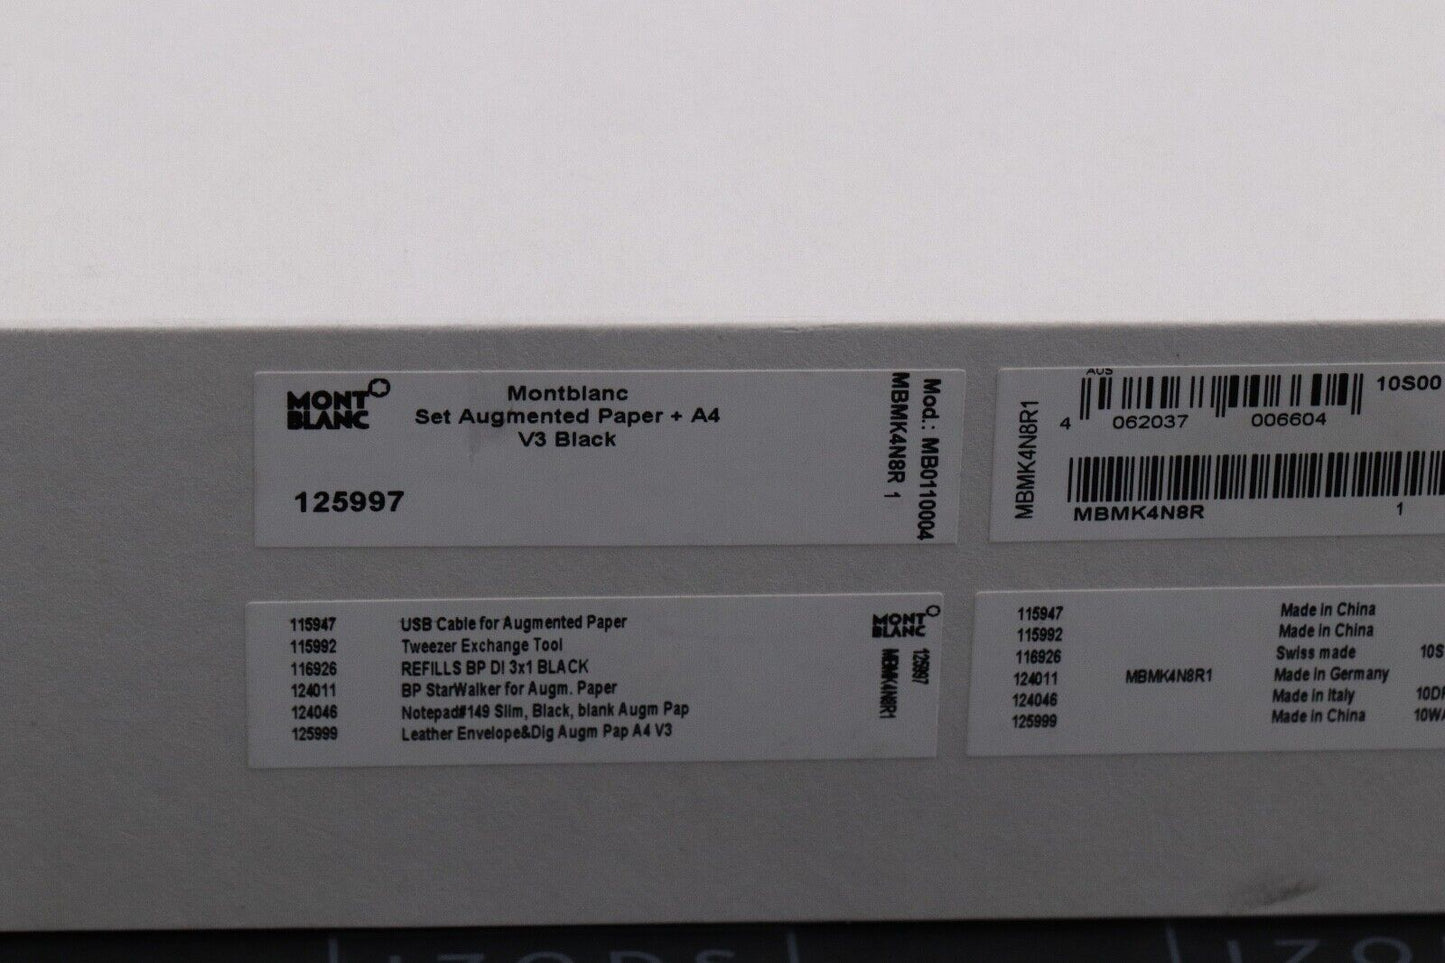 MONT
BLANC
Montblanc
Set Augmented Paper + A4
V3 Black
125997
MBMK4N8R 1
Mod.: MB0110004
MBMK4N8R1
AUS
10S00
4 062037 006604
MBMK4N8R 1
115947 USB Cable for Augmented Paper
115992 Tweezer Exchange Tool
116926 REFILLS BP DI 3x1 BLACK
124011 BP StarWalker for Augm. Paper
124046 Notepad#149 Slim, Black, blank Augm Pap
125999 Leather Envelope&Dig Augm Pap A4 V3
MONT
BLANC
125997
MBMK4N8R1
115947 Made in China
115992 Made in China
116926 Swiss made 10S
124011 MBMK4N8R1 Made in Germany
124046 Made in Italy
125999 Made in China